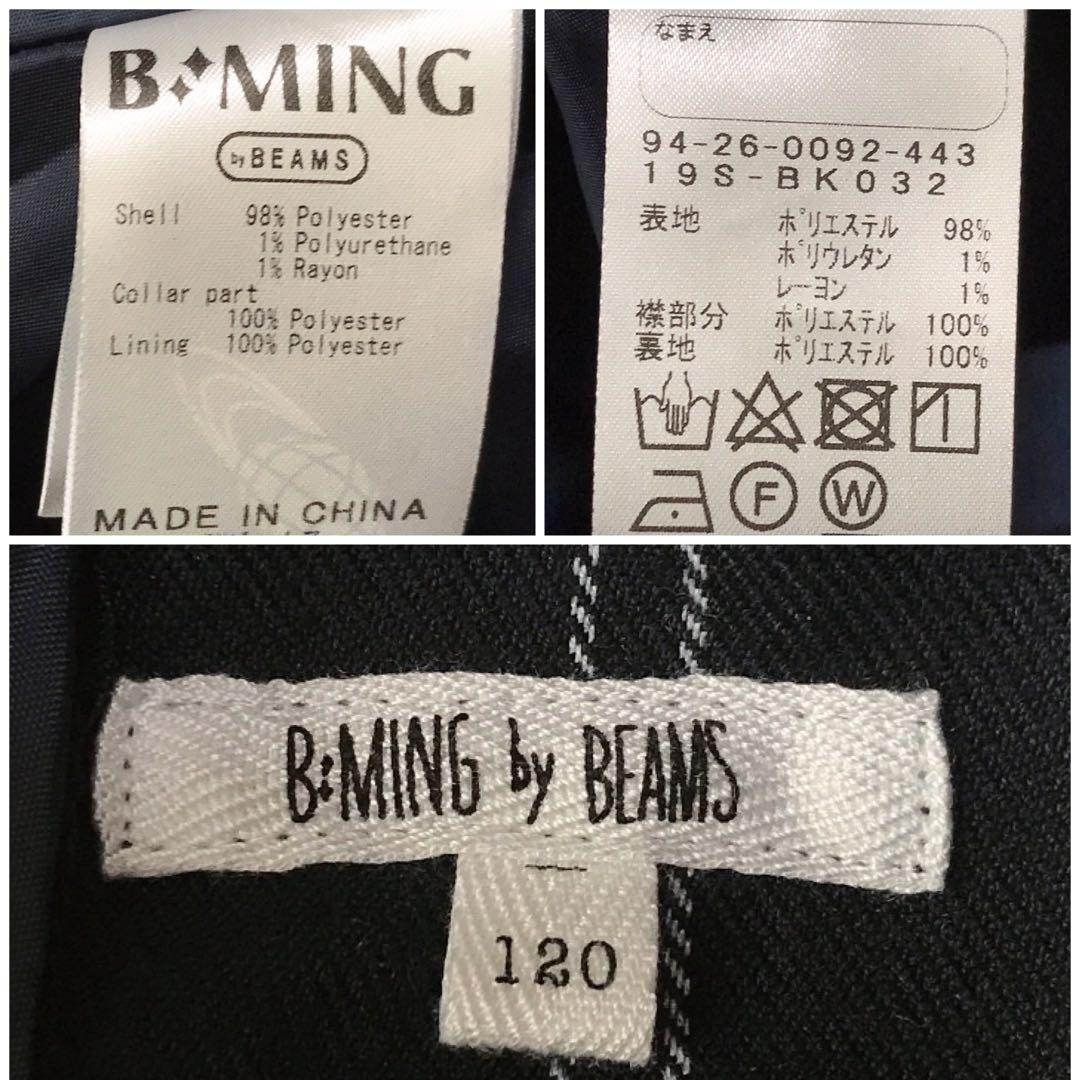 B:MING
by BEAMS
Shell 98% Polyester
1% Polyurethane
1% Rayon
Collar part
100% Polyester
Lining 100% Polyester
MADE IN CHINA
なまえ
94-26-0092-443
19S-BK032
表地 ポリエステル 98%
ポリウレタン 1%
レーヨン 1%
襟部分 ポリエステル 100%
裏地 ポリエステル 100%
F W
B:MING by BEAMS
120